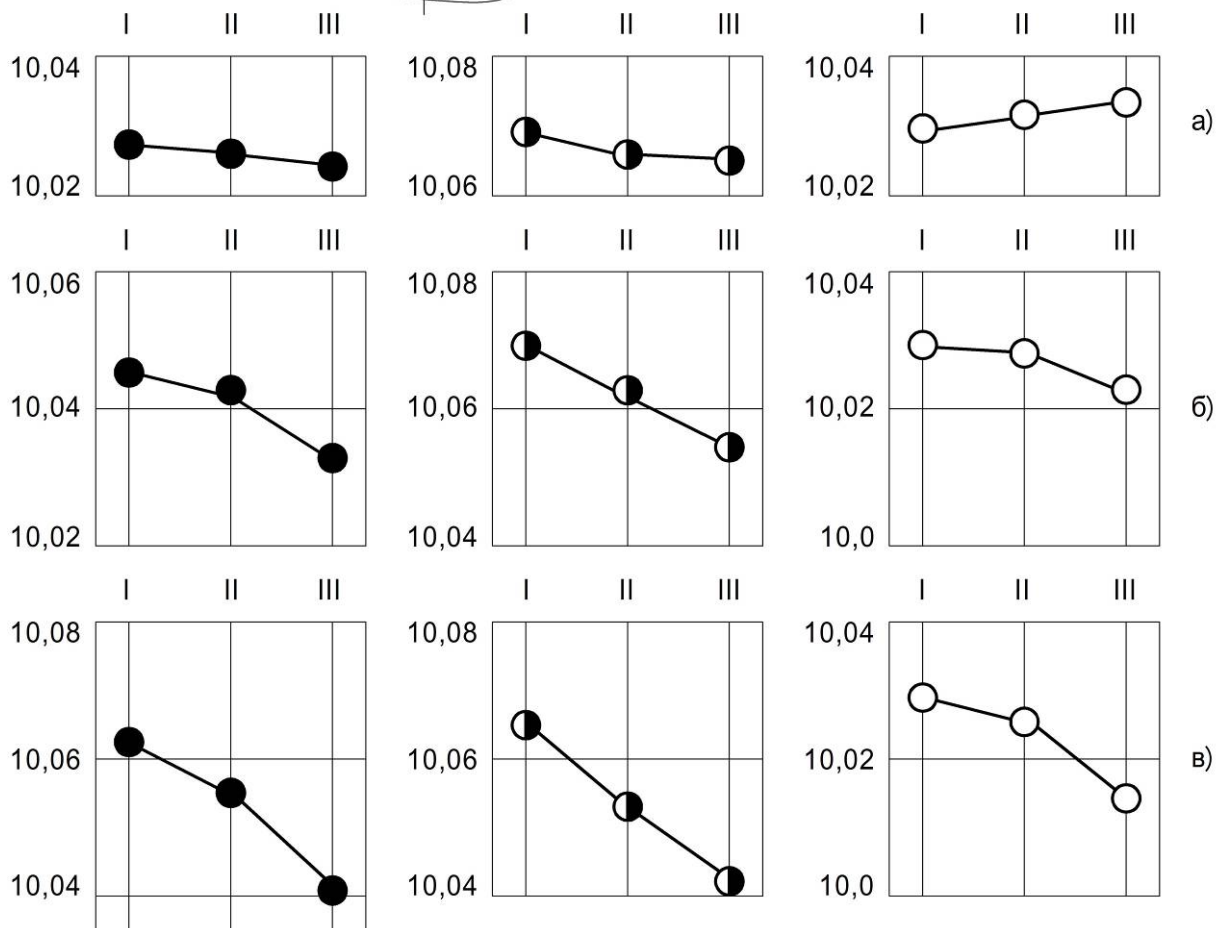 I II III I II III I II III
10,04 10,08 10,04
а)
10,02 10,06 10,02
I II III I II III I II III
10,06 10,08 10,04
10,04 10,06 10,02 б)
10,02 10,04 10,0
I II III I II III I II III
10,08 10,08 10,04
10,06 10,06 10,02 в)
10,04 10,04 10,0